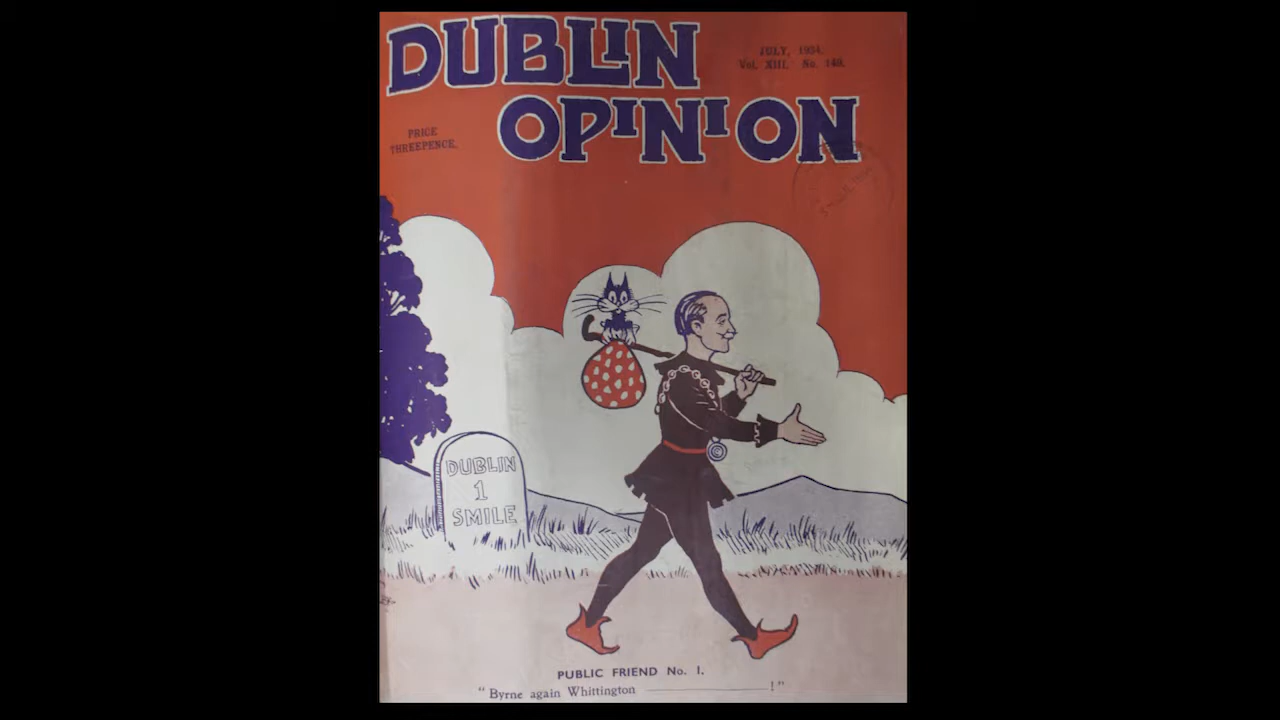 DUBLIN
OPINION
JULY, 1934.
Vol. XIII. No. 149.
PRICE
THREEPENCE.
DUBLIN
1
SMILE
PUBLIC FRIEND No. 1.
"Byrne again Whittington ————————!"